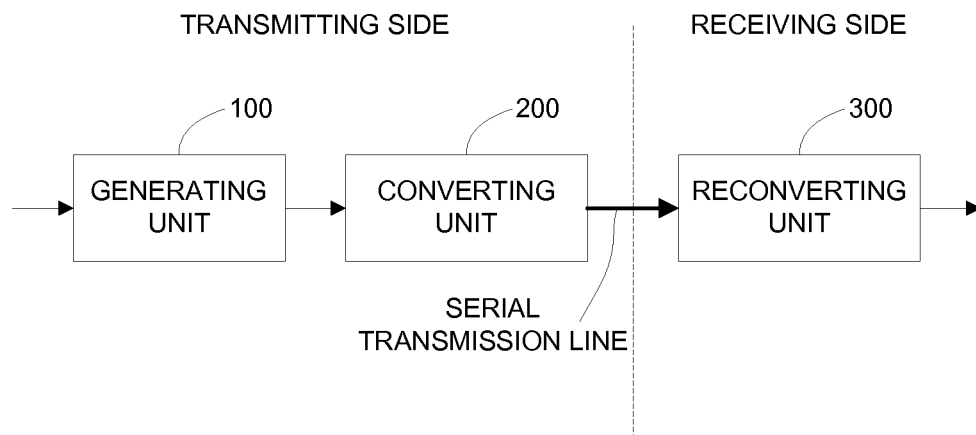 TRANSMITTING SIDE
RECEIVING SIDE
100
200
300
GENERATING
UNIT
CONVERTING
UNIT
RECONVERTING
UNIT
SERIAL
TRANSMISSION LINE